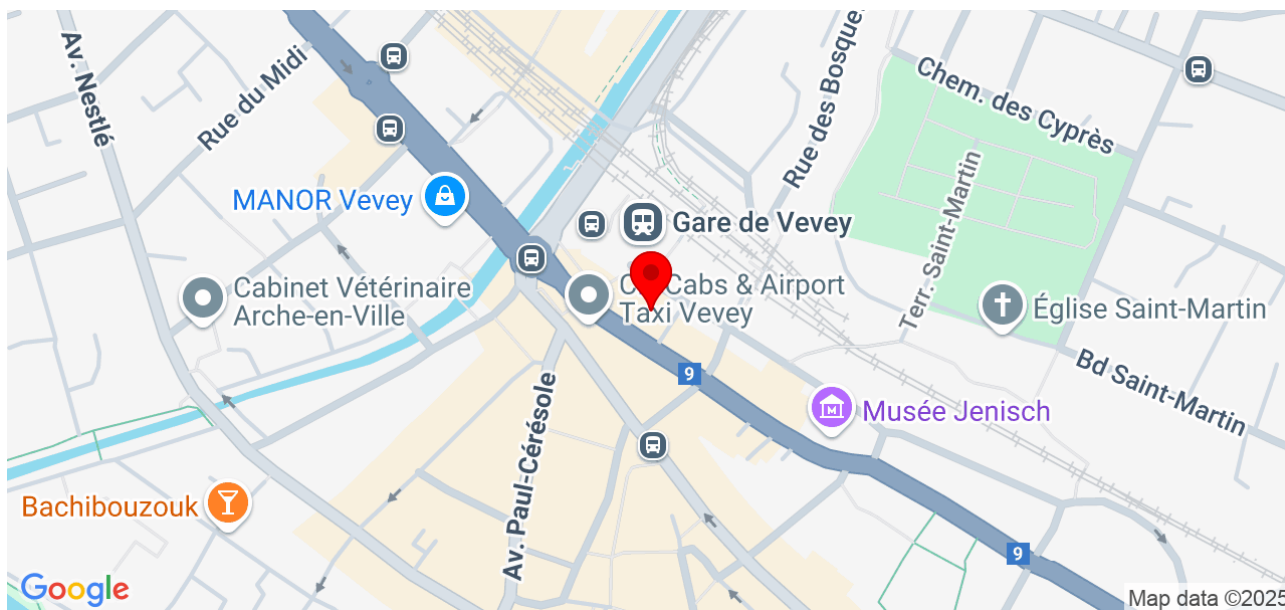 Av. Nestlé
Rue du Midi
MANOR Vevey
Cabinet Vétérinaire
Arche-en-Ville
Bachibouzouk
Av. Paul-Cérésole
Gare de Vevey
Cabs & Airport
Taxi Vevey
9
Rue des Bosque
Chem. des Cyprès
Terr. Saint-Martin
Église Saint-Martin
Bd Saint-Martin
Musée Jenisch
9
Google
Map data ©2025